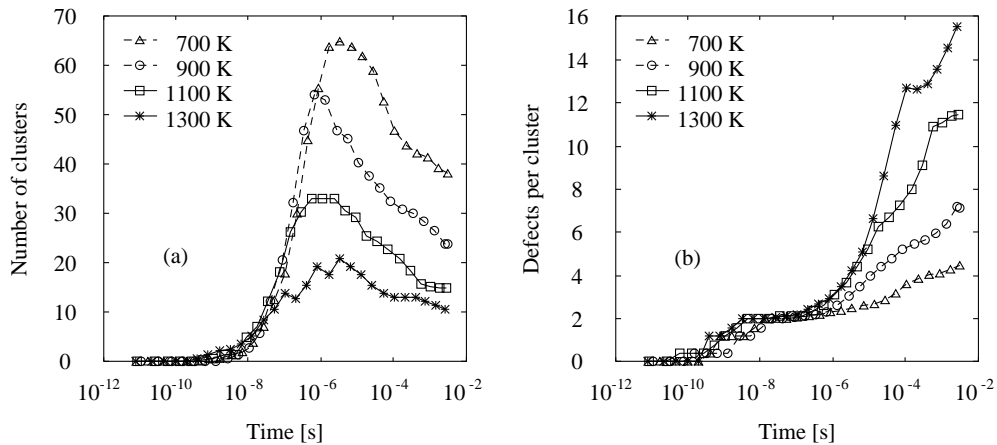 70
60
50
40
30
20
10
0
Number of clusters
700 K
900 K
1100 K
1300 K
(a)
10^-12 10^-10 10^-8 10^-6 10^-4 10^-2
Time [s]
16
14
12
10
8
6
4
2
0
Defects per cluster
700 K
900 K
1100 K
1300 K
(b)
10^-12 10^-10 10^-8 10^-6 10^-4 10^-2
Time [s]